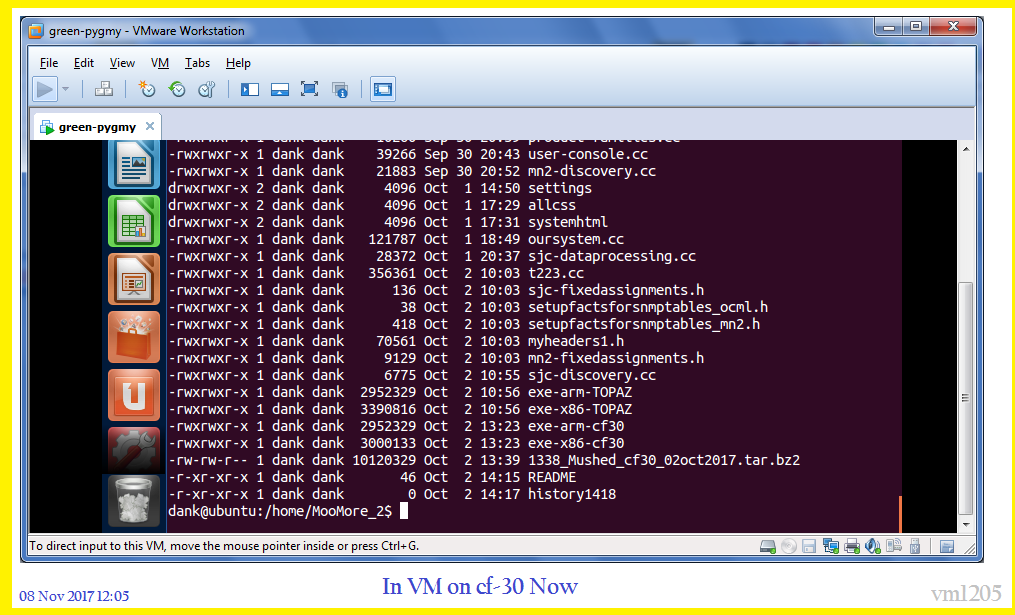 green-pygmy - VMware Workstation
File Edit View VM Tabs Help
green-pygmy
-rwxrwxr-x 1 dank dank    39266 Sep 30 20:43 user-console.cc
-rwxrwxr-x 1 dank dank    21883 Sep 30 20:52 mn2-discovery.cc
drwxrwxr-x 2 dank dank     4096 Oct  1 14:50 settings
drwxrwxr-x 2 dank dank     4096 Oct  1 17:29 allcss
drwxrwxr-x 2 dank dank     4096 Oct  1 17:31 systemhtml
-rwxrwxr-x 1 dank dank   121787 Oct  1 18:49 oursystem.cc
-rwxrwxr-x 1 dank dank    28372 Oct  1 20:37 sjc-dataprocessing.cc
-rwxrwxr-x 1 dank dank   356361 Oct  2 10:03 t223.cc
-rwxrwxr-x 1 dank dank      136 Oct  2 10:03 sjc-fixedassignments.h
-rwxrwxr-x 1 dank dank       38 Oct  2 10:03 setupfactsforsnmptables_ocml.h
-rwxrwxr-x 1 dank dank      418 Oct  2 10:03 setupfactsforsnmptables_mn2.h
-rwxrwxr-x 1 dank dank    70561 Oct  2 10:03 myheaders1.h
-rwxrwxr-x 1 dank dank     9129 Oct  2 10:03 mn2-fixedassignments.h
-rwxrwxr-x 1 dank dank     6775 Oct  2 10:55 sjc-discovery.cc
-rwxrwxr-x 1 dank dank  2952329 Oct  2 10:56 exe-arm-TOPAZ
-rwxrwxr-x 1 dank dank  3390816 Oct  2 10:56 exe-x86-TOPAZ
-rwxrwxr-x 1 dank dank  2952329 Oct  2 13:23 exe-arm-cf30
-rwxrwxr-x 1 dank dank  3000133 Oct  2 13:23 exe-x86-cf30
-rw-rw-r-- 1 dank dank 10120329 Oct  2 13:39 1338_Mushed_cf30_02oct2017.tar.bz2
-r-xr-xr-x 1 dank dank       46 Oct  2 14:15 README
-r-xr-xr-x 1 dank dank        0 Oct  2 14:17 history1418
dank@ubuntu:/home/MooMore_2$
To direct input to this VM, move the mouse pointer inside or press Ctrl+G.
08 Nov 2017 12:05
In VM on cf-30 Now
vm1205